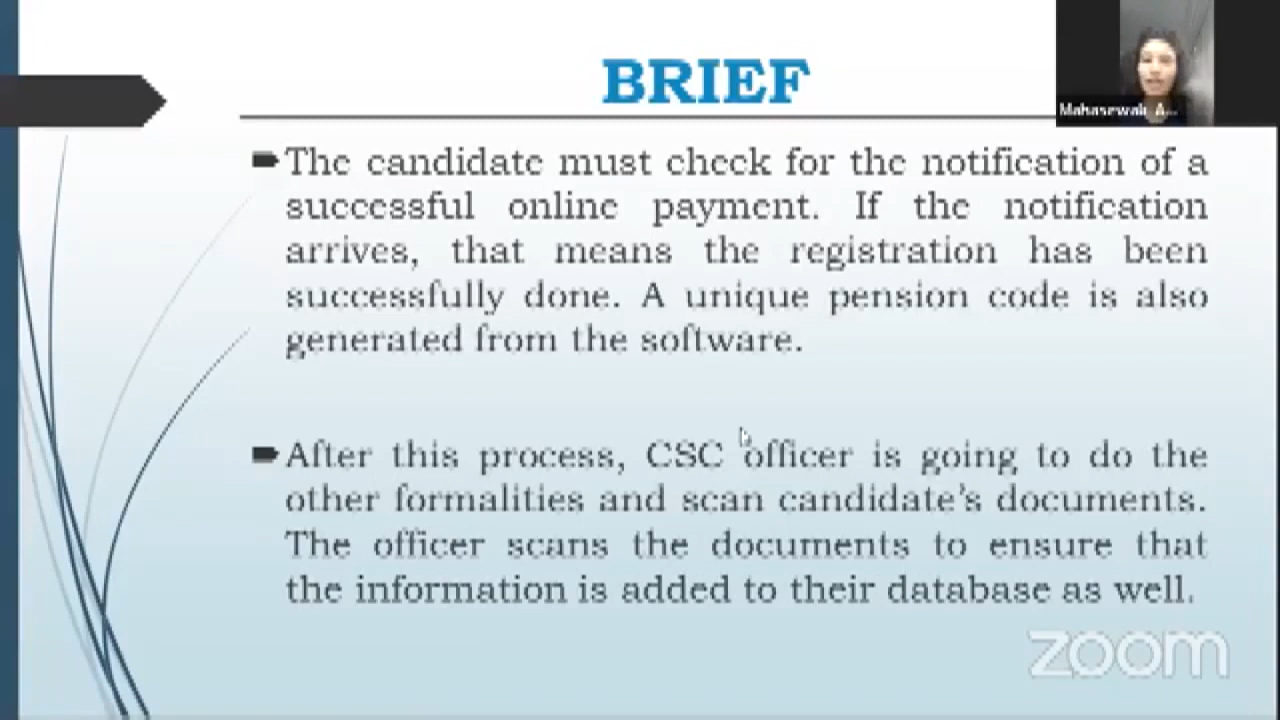 BRIEF
Mahasewak A...
The candidate must check for the notification of a
successful online payment. If the notification
arrives, that means the registration has been
successfully done. A unique pension code is also
generated from the software.
After this process, CSC officer is going to do the
other formalities and scan candidate's documents.
The officer scans the documents to ensure that
the information is added to their database as well.
zoom